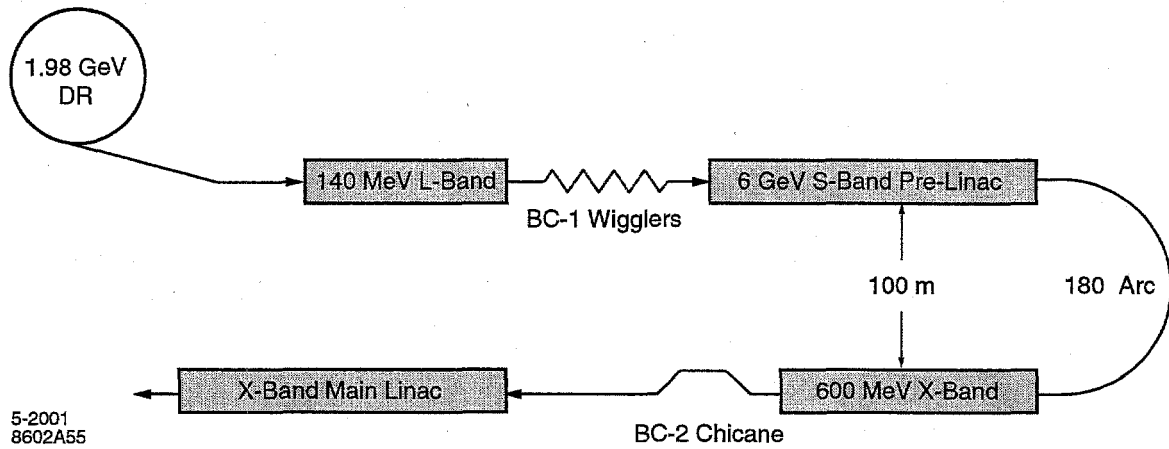 1.98 GeV
DR
140 MeV L-Band
6 GeV S-Band Pre-Linac
BC-1 Wigglers
100 m
180 Arc
X-Band Main Linac
600 MeV X-Band
BC-2 Chicane
5-2001
8602A55